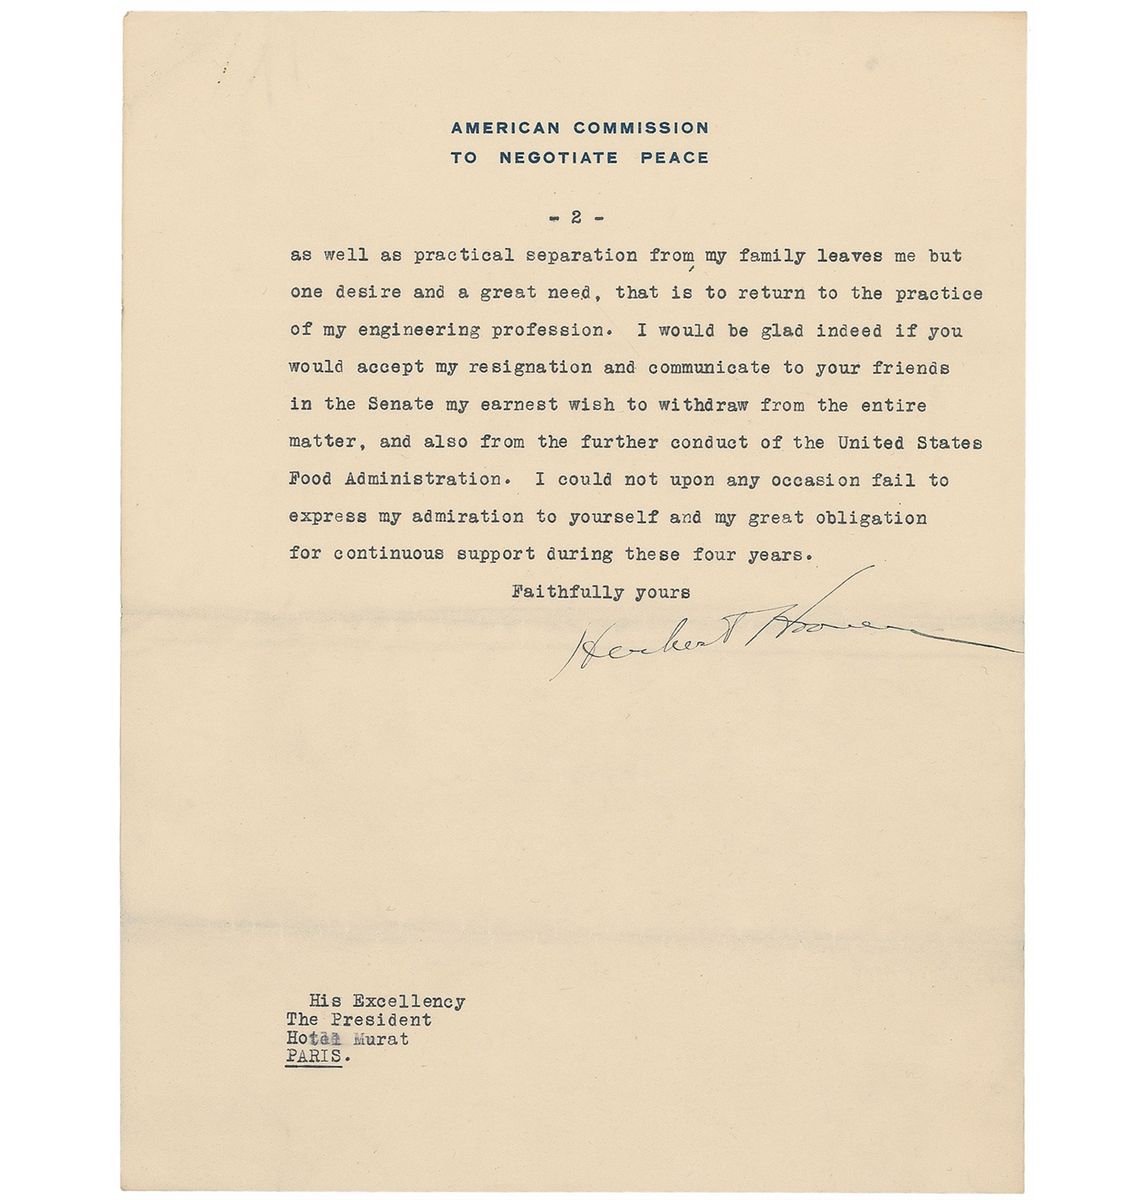 AMERICAN COMMISSION
TO NEGOTIATE PEACE
- 2 -
as well as practical separation from, my family leaves me but
one desire and a great need, that is to return to the practice
of my engineering profession. I would be glad indeed if you
would accept my resignation and communicate to your friends
in the Senate my earnest wish to withdraw from the entire
matter, and also from the further conduct of the United States
Food Administration. I could not upon any occasion fail to
express my admiration to yourself and my great obligation
for continuous support during these four years.
Faithfully yours
Herbert Hoover
His Excellency
The President
Hotel Murat
PARIS.